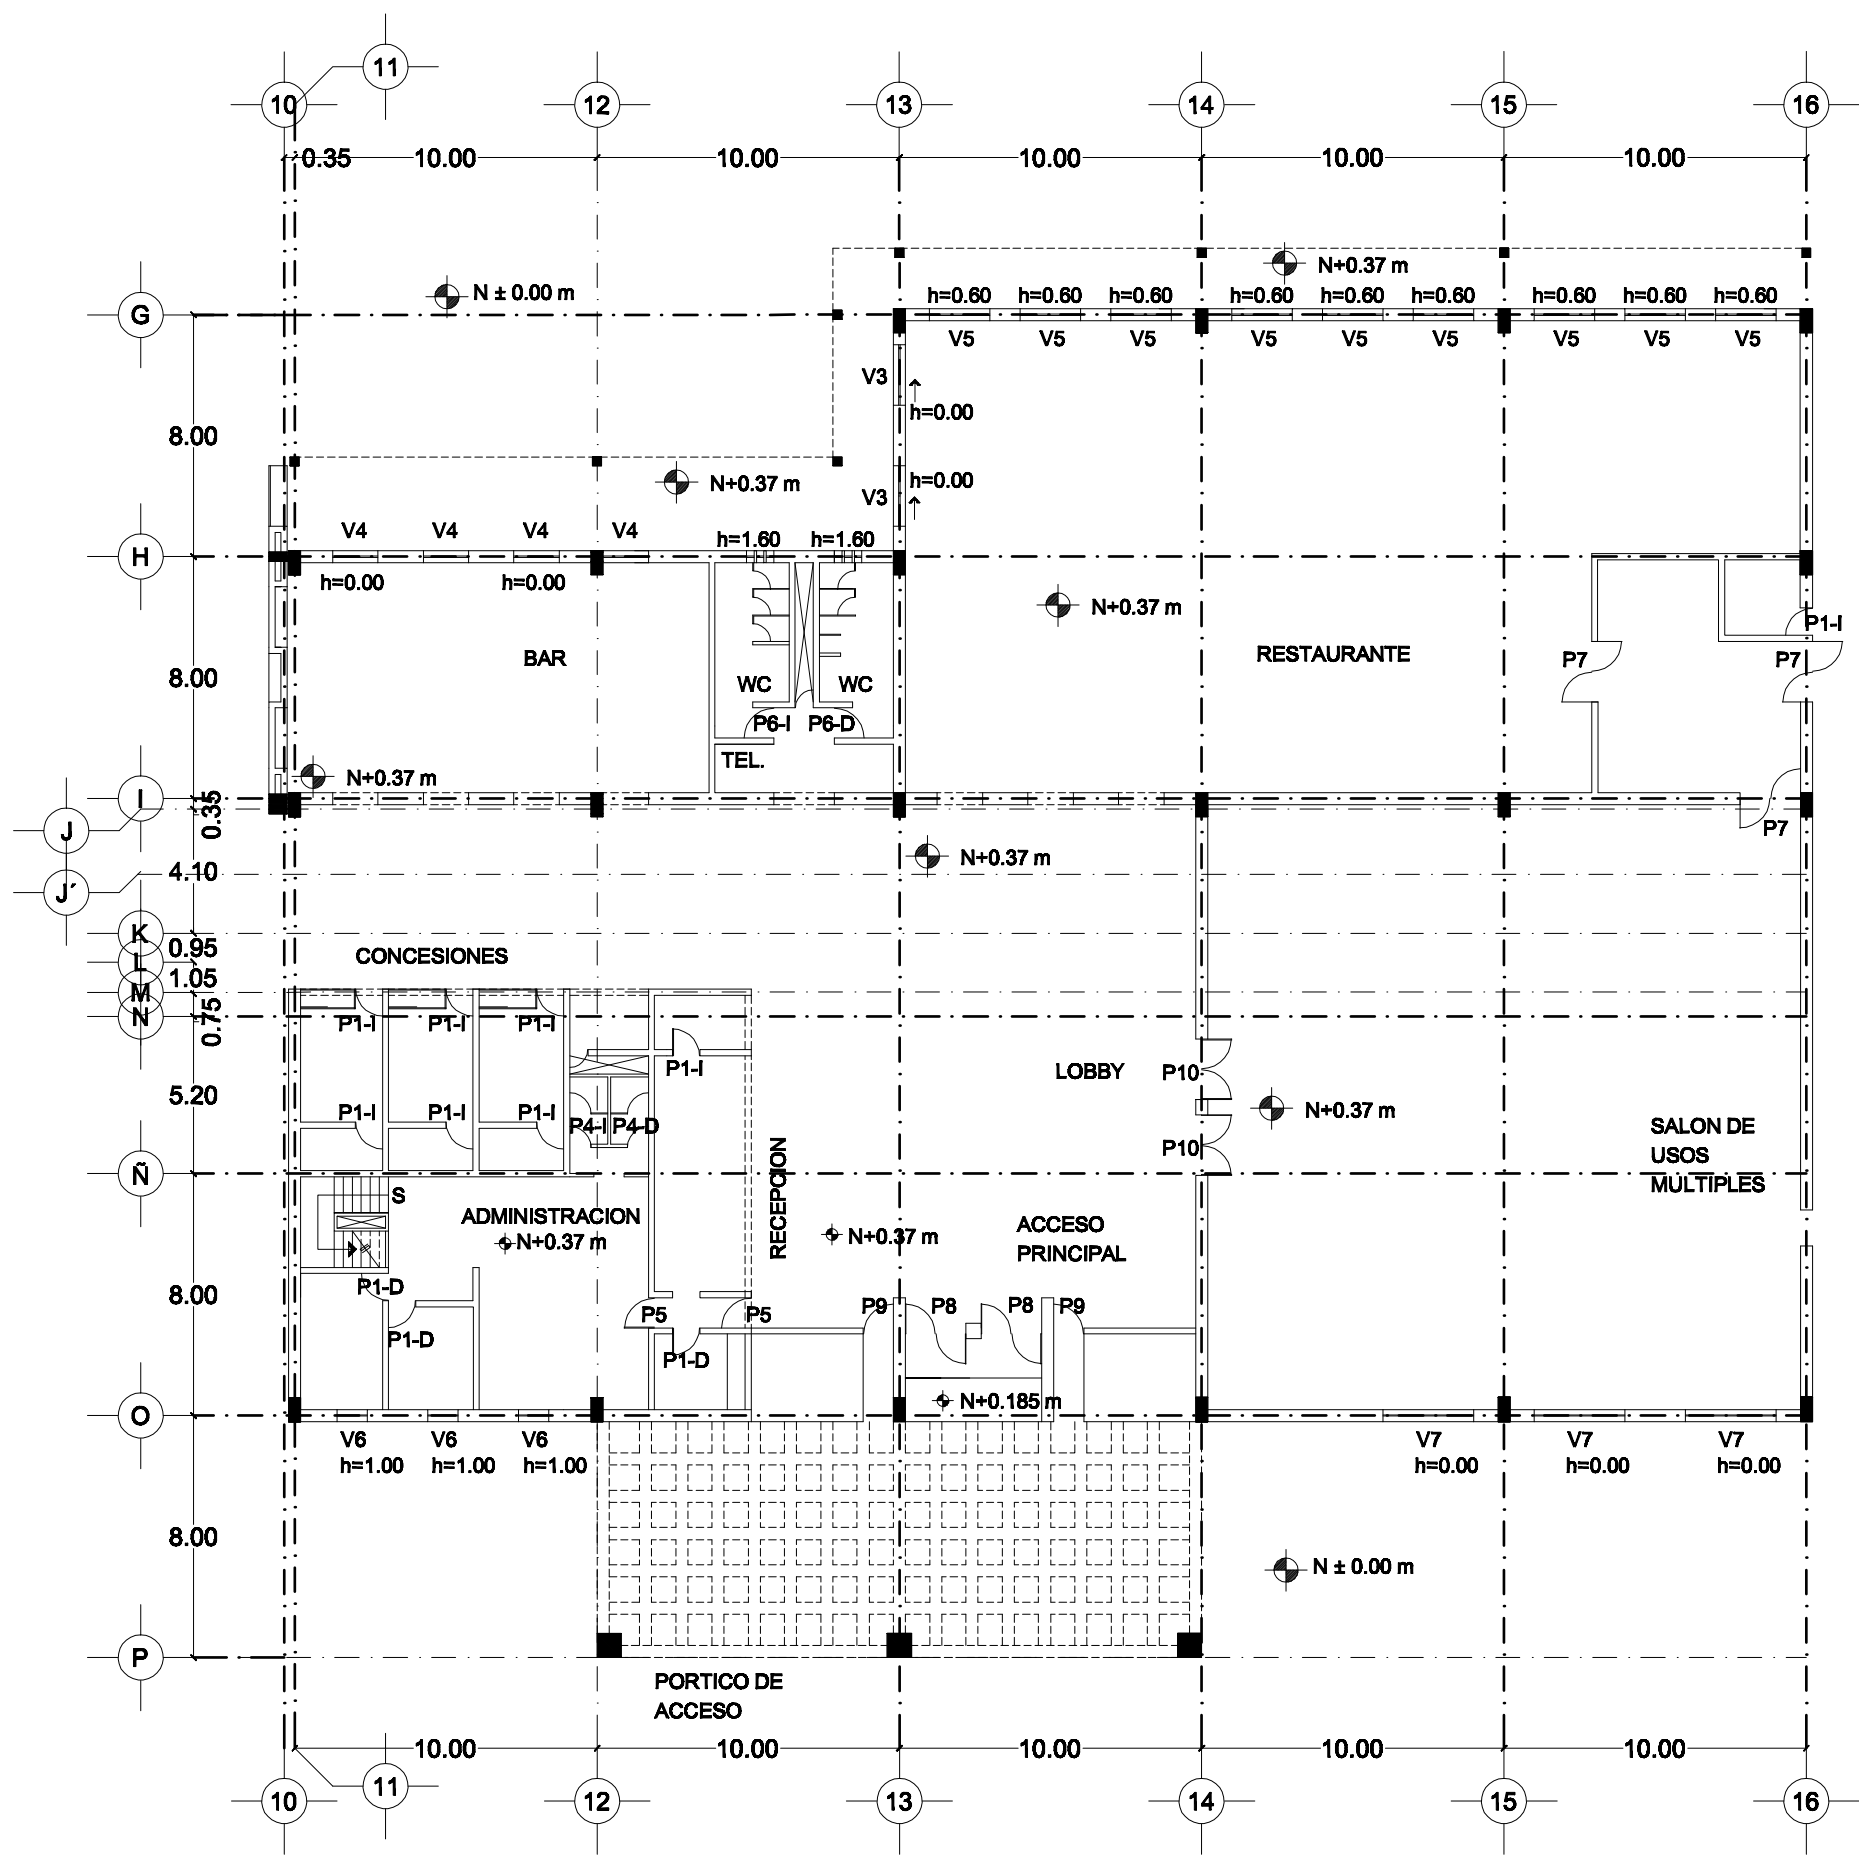 11
10
12
13
14
15
16
0.35
10.00
10.00
10.00
10.00
10.00
N+0.37 m
N ± 0.00 m
h=0.60
h=0.60
h=0.60
h=0.60
h=0.60
h=0.60
h=0.60
h=0.60
h=0.60
G
V5
V5
V5
V5
V5
V5
V5
V5
V5
V3
h=0.00
8.00
N+0.37 m
h=0.00
V3
V4
V4
V4
V4
h=1.60
h=1.60
H
h=0.00
h=0.00
N+0.37 m
P1-I
BAR
RESTAURANTE
P7
P7
8.00
WC
WC
P6-I
P6-D
TEL.
N+0.37 m
I
0.35
J
P7
N+0.37 m
4.10
J´
K
0.95
CONCESIONES
L
1.05
M
0.75
N
P1-I
P1-I
P1-I
P1-I
LOBBY
P10
5.20
P1-I
P1-I
P1-I
P4-I
P4-D
N+0.37 m
SALON DE
USOS
MULTIPLES
P10
RECEPCION
Ñ
S
ADMINISTRACION
N+0.37 m
N+0.37 m
ACCESO
PRINCIPAL
8.00
P1-D
P5
P5
P9
P8
P8
P9
P1-D
P1-D
N+0.185 m
O
V6
V6
V6
h=1.00
h=1.00
h=1.00
V7
V7
V7
h=0.00
h=0.00
h=0.00
8.00
N ± 0.00 m
P
PORTICO DE
ACCESO
10.00
10.00
10.00
10.00
10.00
11
10
12
13
14
15
16